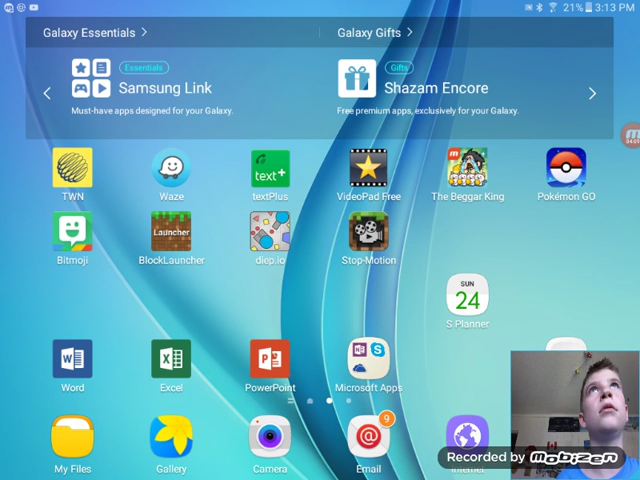 21% 3:13 PM
Galaxy Essentials
Galaxy Gifts
Essentials
Samsung Link
Must-have apps designed for your Galaxy.
Gifts
Shazam Encore
Free premium apps, exclusively for your Galaxy.
TWN
Waze
text+
textPlus
VideoPad Free
The Beggar King
Pokémon GO
Bitmoji
Launcher
BlockLauncher
diep.io
Stop-Motion
SUN
24
S Planner
Word
Excel
PowerPoint
Microsoft Apps
My Files
Gallery
Camera
9
Email
Internet
Recorded by Mobizen